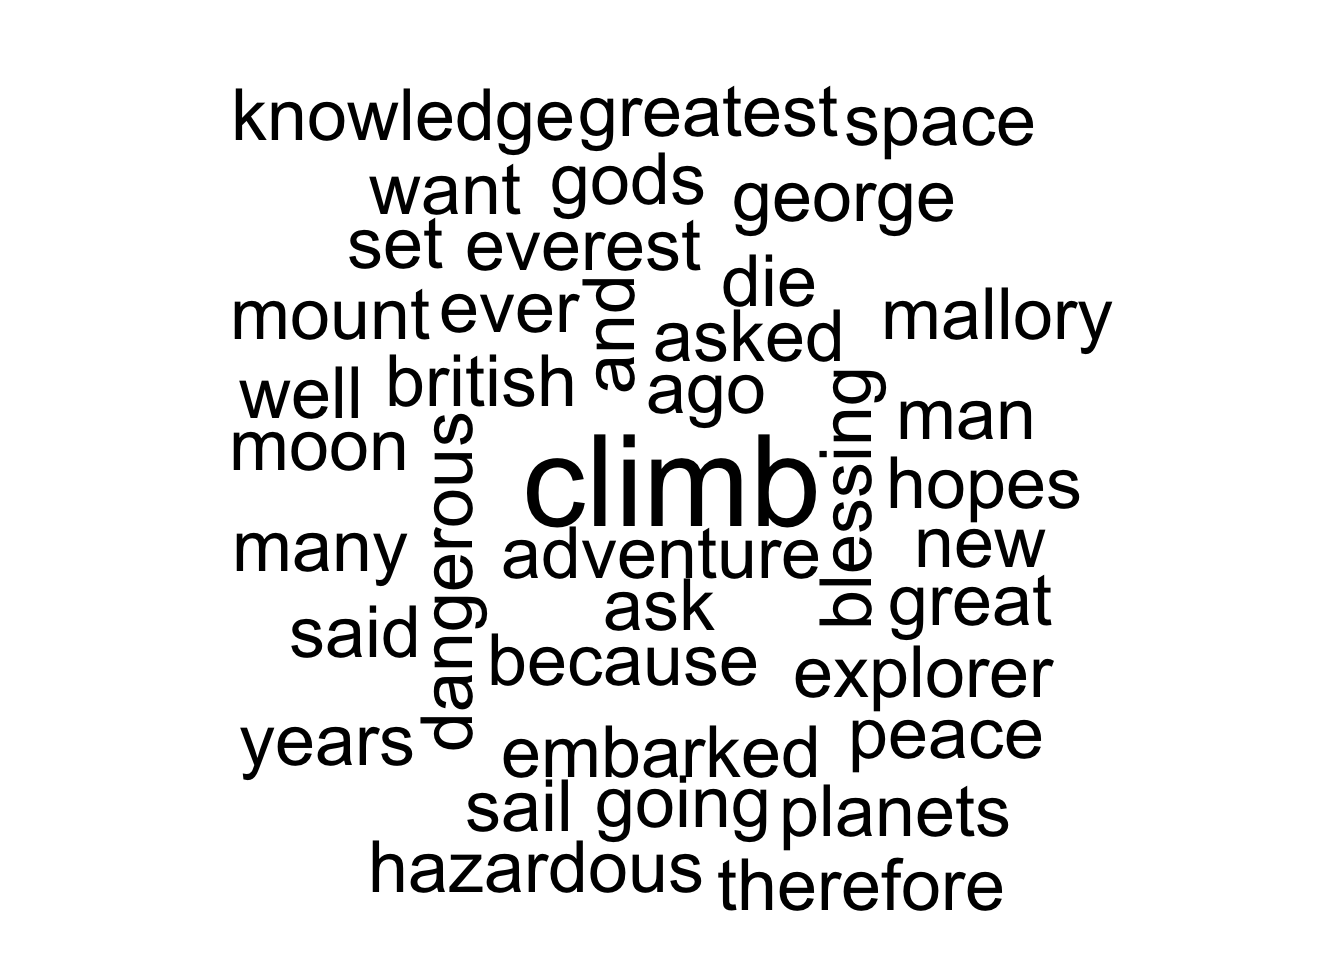 knowledge greatest space
want gods george
set everest
die
mount ever and asked mallory
well british ago man
moon dangerous climb blessing hopes
many adventure new
said ask great
because explorer
years embarked peace
sail going planets
hazardous therefore